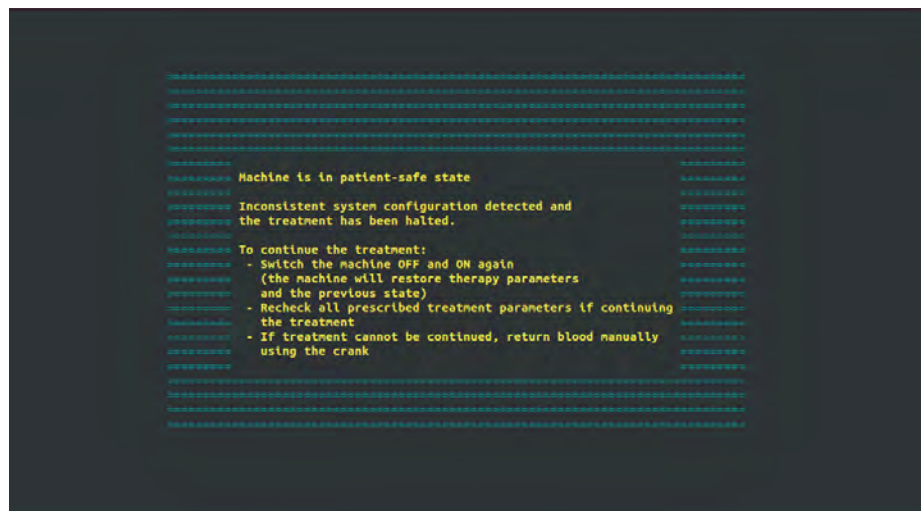 Machine is in patient-safe state
Inconsistent system configuration detected and
the treatment has been halted.
To continue the treatment:
- Switch the machine OFF and ON again
(the machine will restore therapy parameters
and the previous state)
- Recheck all prescribed treatment parameters if continuing
the treatment
- If treatment cannot be continued, return blood manually
using the crank